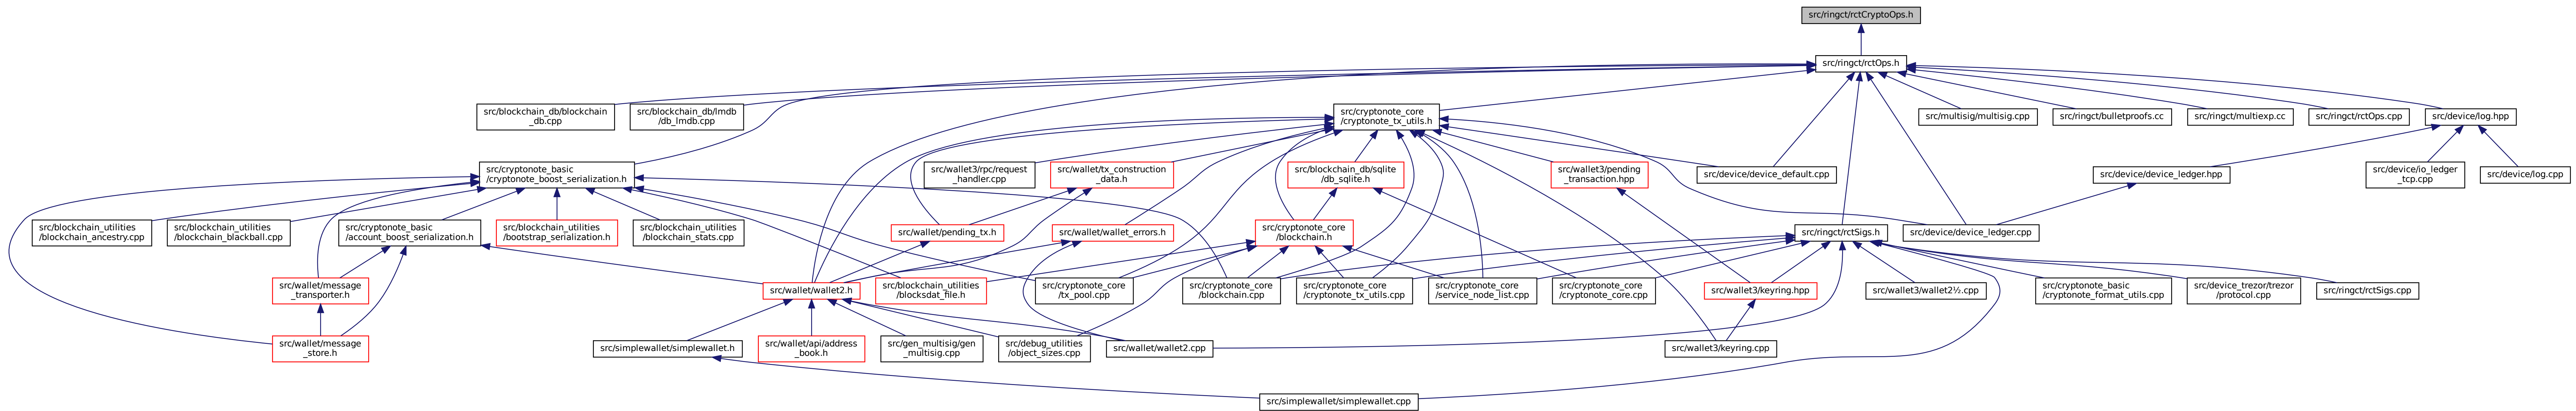 src/ringct/rctCryptoOps.h
src/ringct/rctOps.h
src/blockchain_db/blockchain
_db.cpp
src/blockchain_db/lmdb
/db_lmdb.cpp
src/cryptonote_core
/cryptonote_tx_utils.h
src/multisig/multisig.cpp
src/ringct/bulletproofs.cc
src/ringct/multiexp.cc
src/ringct/rctOps.cpp
src/device/log.hpp
src/cryptonote_basic
/cryptonote_boost_serialization.h
src/wallet3/rpc/request
_handler.cpp
src/wallet/tx_construction
_data.h
src/blockchain_db/sqlite
/db_sqlite.h
src/wallet3/pending
_transaction.hpp
src/device/device_default.cpp
src/device/device_ledger.hpp
src/device/io_ledger
_tcp.cpp
src/device/log.cpp
src/blockchain_utilities
/blockchain_ancestry.cpp
src/blockchain_utilities
/blockchain_blackball.cpp
src/cryptonote_basic
/account_boost_serialization.h
src/blockchain_utilities
/bootstrap_serialization.h
src/blockchain_utilities
/blockchain_stats.cpp
src/wallet/pending_tx.h
src/wallet/wallet_errors.h
src/cryptonote_core
/blockchain.h
src/ringct/rctSigs.h
src/device/device_ledger.cpp
src/wallet/message
_transporter.h
src/wallet/wallet2.h
src/blockchain_utilities
/blocksdat_file.h
src/cryptonote_core
/tx_pool.cpp
src/cryptonote_core
/blockchain.cpp
src/cryptonote_core
/cryptonote_tx_utils.cpp
src/cryptonote_core
/service_node_list.cpp
src/cryptonote_core
/cryptonote_core.cpp
src/wallet3/keyring.hpp
src/wallet3/wallet2½.cpp
src/cryptonote_basic
/cryptonote_format_utils.cpp
src/device_trezor/trezor
/protocol.cpp
src/ringct/rctSigs.cpp
src/wallet/message
_store.h
src/simplewallet/simplewallet.h
src/wallet/api/address
_book.h
src/gen_multisig/gen
_multisig.cpp
src/debug_utilities
/object_sizes.cpp
src/wallet/wallet2.cpp
src/wallet3/keyring.cpp
src/simplewallet/simplewallet.cpp